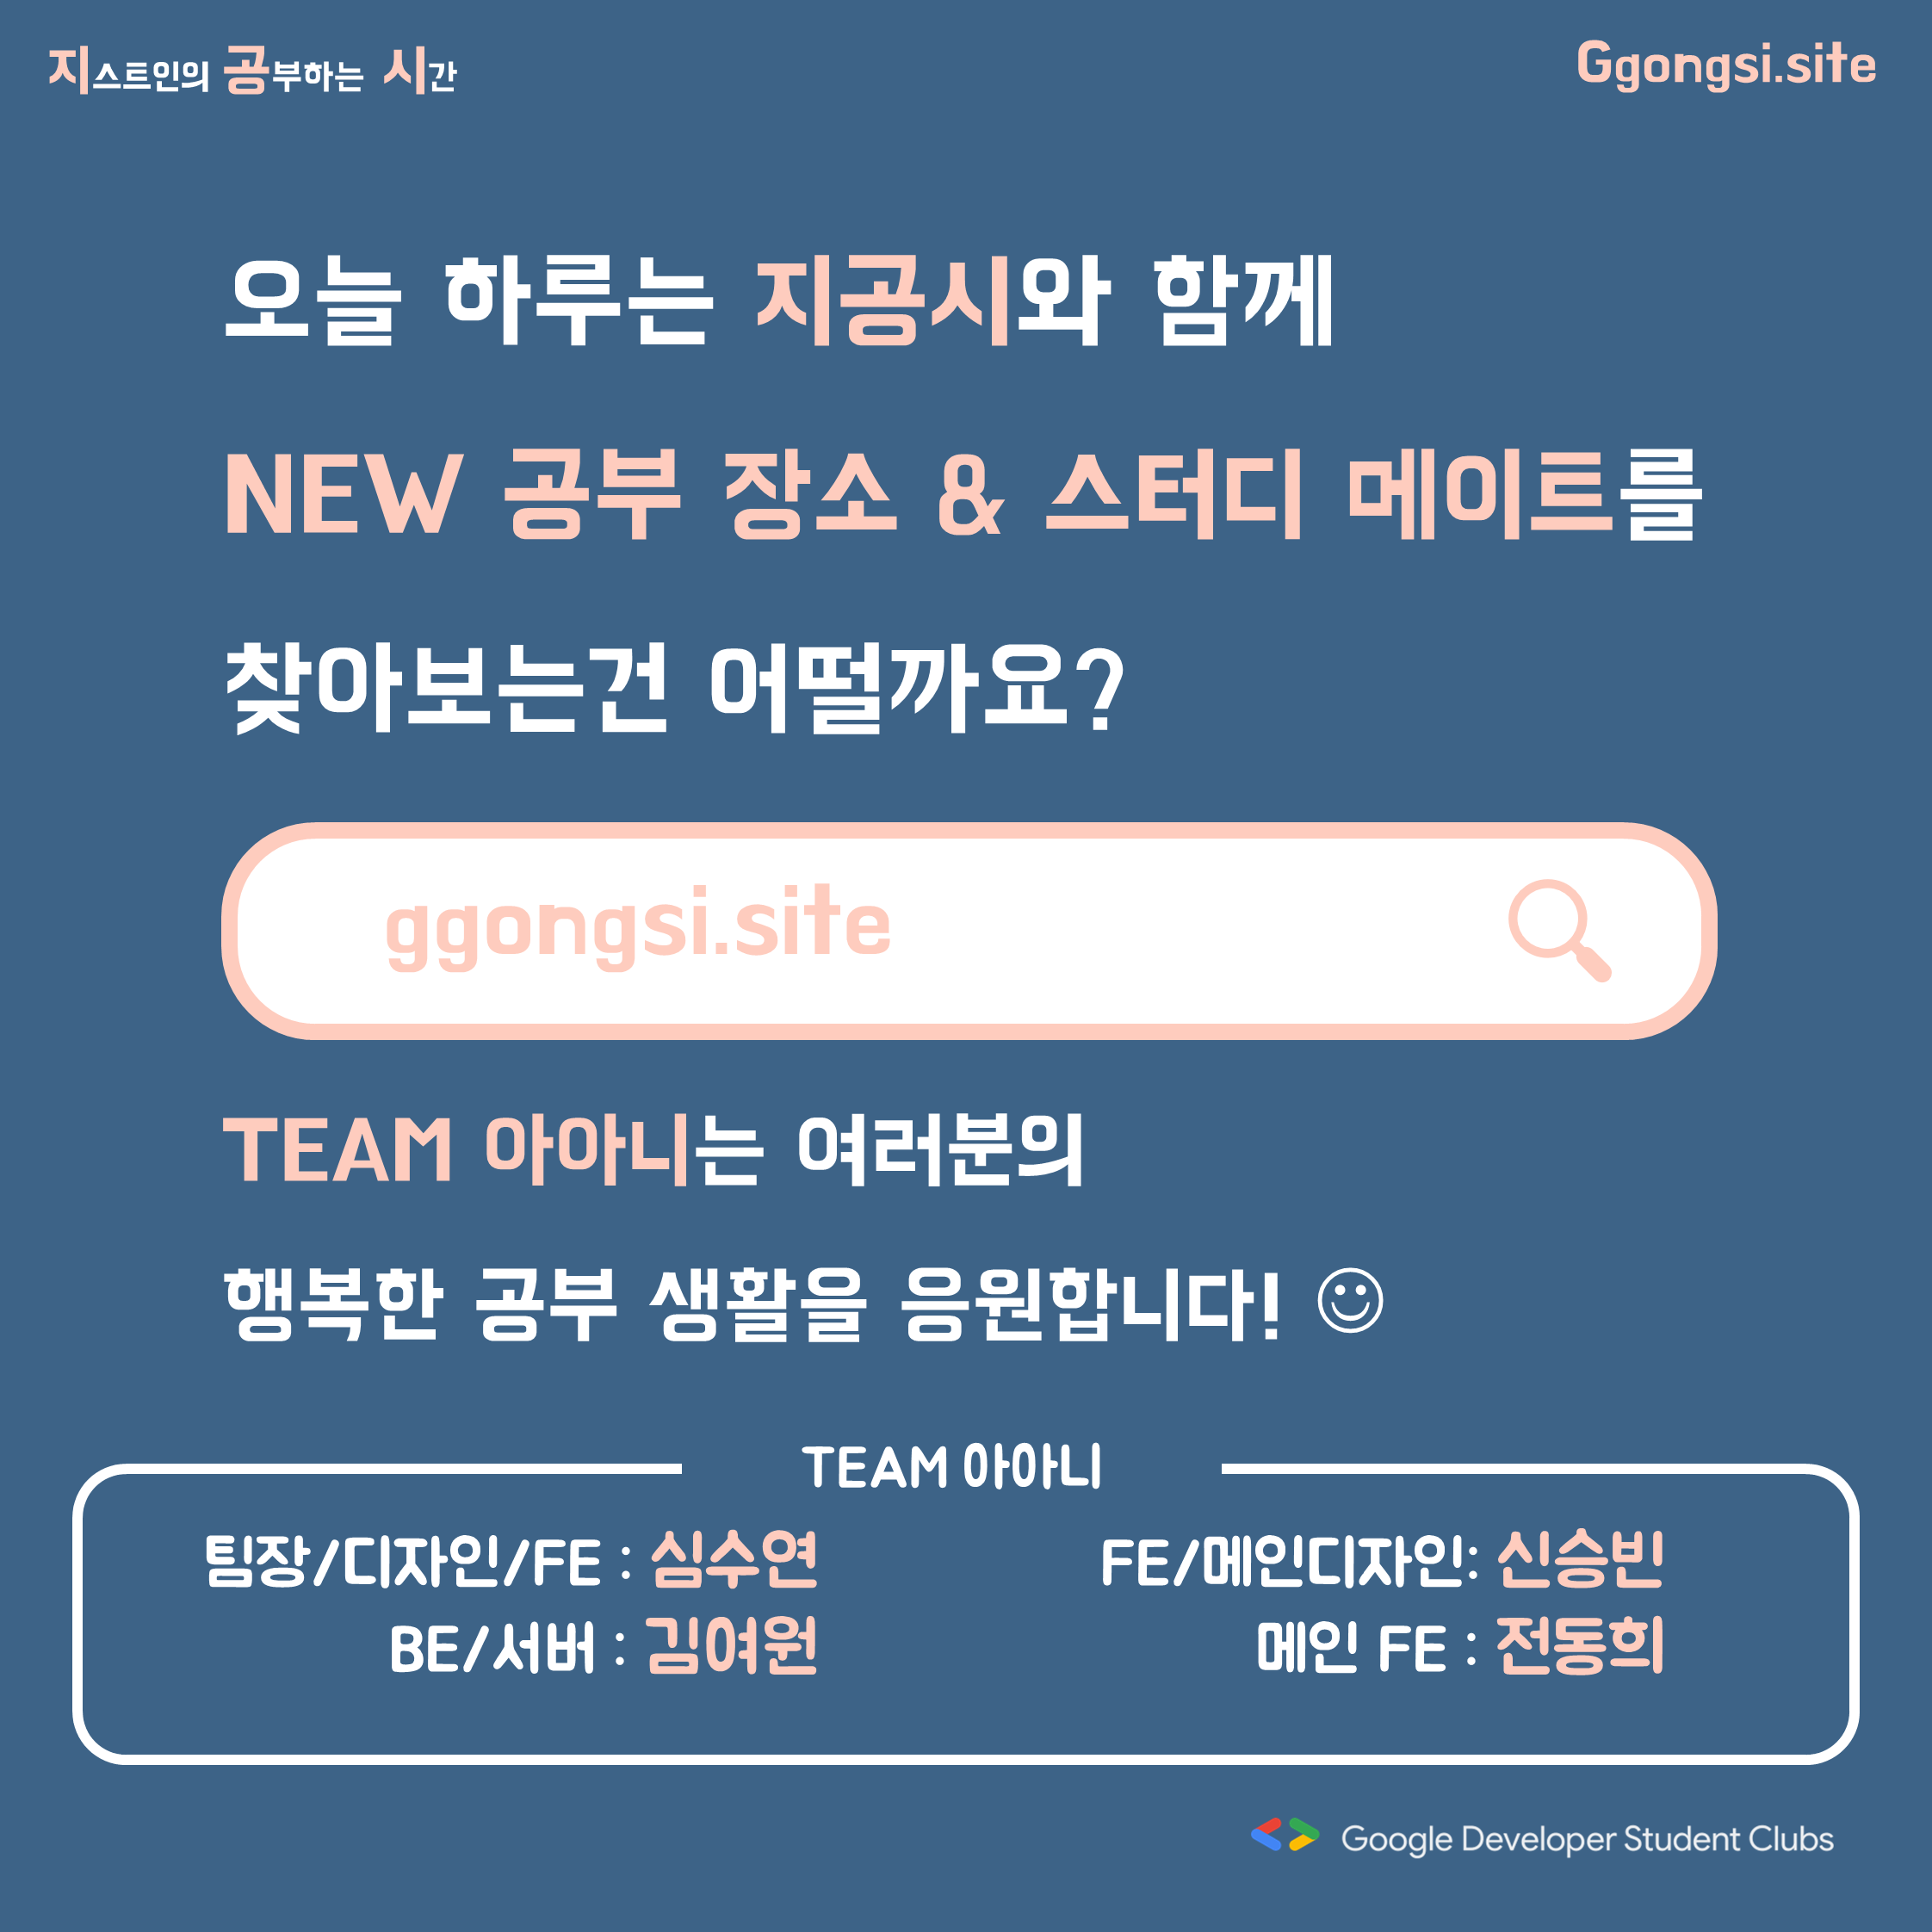 지스트인의 공부하는 시간
Ggongsi.site
오늘 하루는 지공시와 함께
NEW 공부 장소 & 스터디 메이트를
찾아보는건 어떨까요?
ggongsi.site
TEAM 아아니는 여러분의
행복한 공부 생활을 응원합니다!
TEAM 아아니
팀장/디자인/FE : 심수연
FE/메인디자인: 신승빈
BE/서버 : 김여원
메인 FE : 전동희
Google Developer Student Clubs